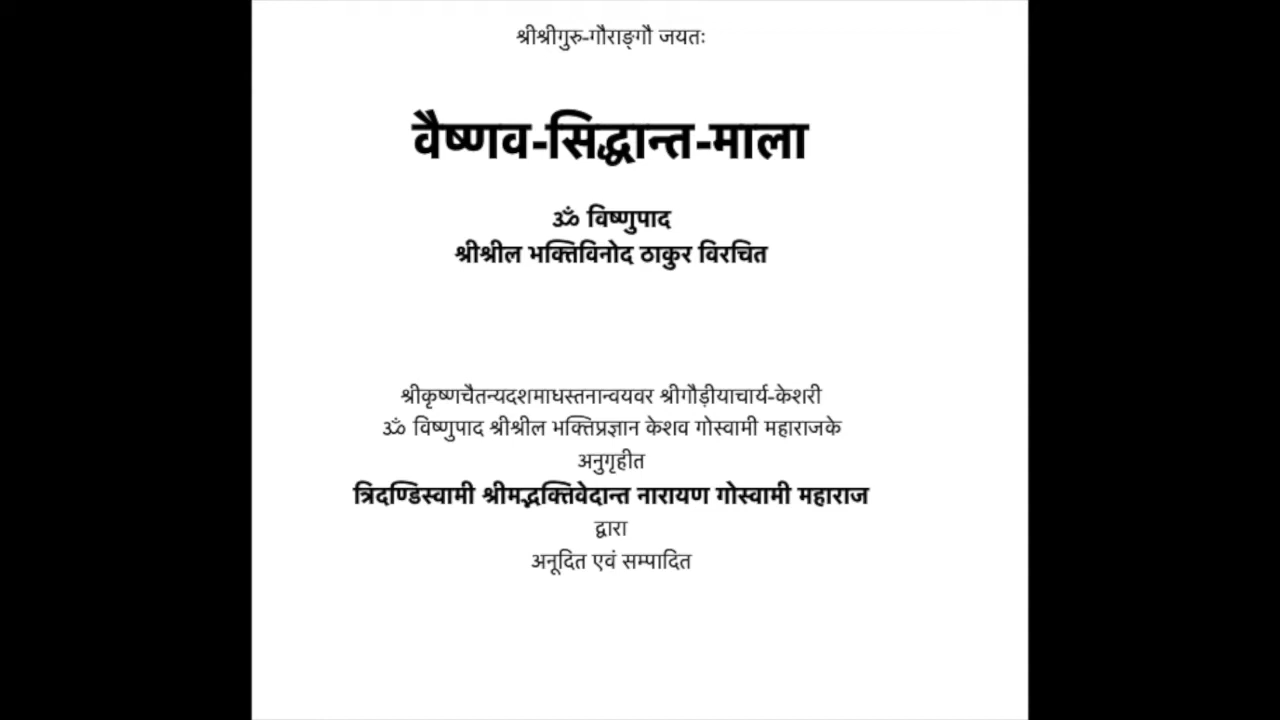 श्रीश्रीगुरु-गौराङ्गौ जयतः
वैष्णव-सिद्धान्त-माला
ॐ विष्णुपाद
श्रीश्रील भक्तिविनोद ठाकुर विरचित
श्रीकृष्णचैतन्यदशमाधस्तनान्वयवर श्रीगौड़ीयाचार्य-केशरी
ॐ विष्णुपाद श्रीश्रील भक्तिप्रज्ञान केशव गोस्वामी महाराजके
अनुगृहीत
त्रिदण्डिस्वामी श्रीमद्भक्तिवेदान्त नारायण गोस्वामी महाराज
द्वारा
अनूदित एवं सम्पादित